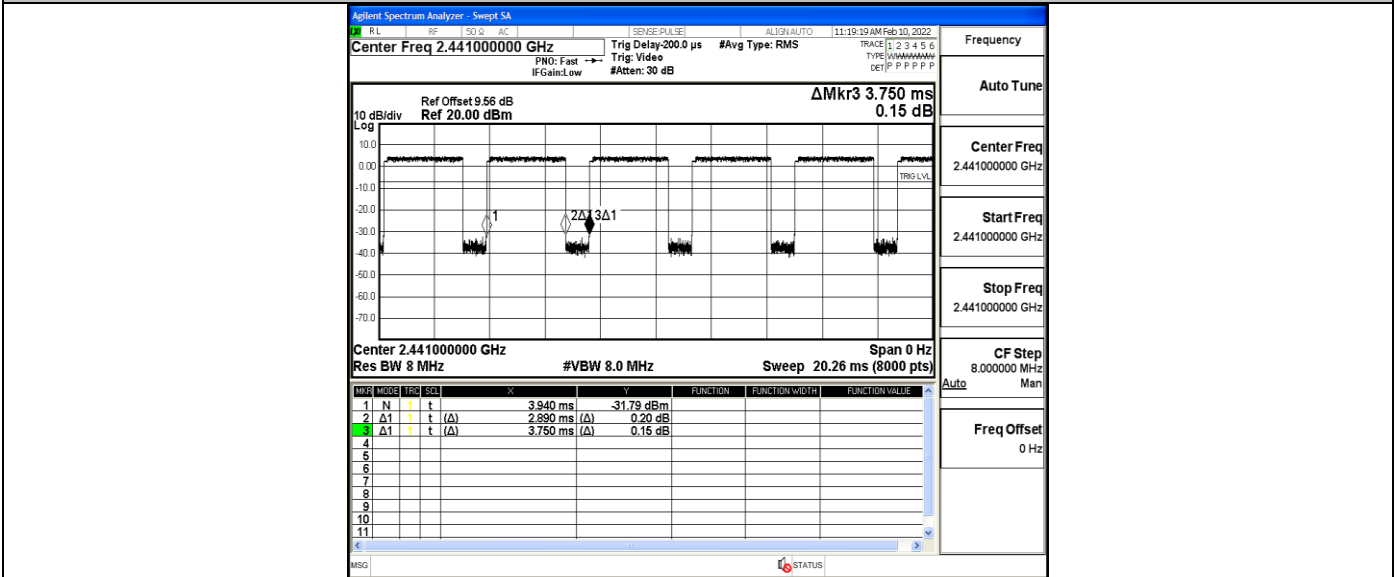 Agilent Spectrum Analyzer - Swept SA
LXI RL RF 50 Ω AC SENSE:PULSE ALIGNAUTO 11:19:19 AM Feb 10, 2022
Center Freq 2.441000000 GHz
PNO: Fast
IFGain:Low
Trig Delay-200.0 µs
Trig: Video
#Atten: 30 dB
#Avg Type: RMS
TRACE 1 2 3 4 5 6
TYPE WWWWWW
DET P P P P P P
ΔMkr3 3.750 ms
0.15 dB
Ref Offset 9.56 dB
10 dB/div Ref 20.00 dBm
Log
10.0
0.00
TRIG LVL
-10.0
-20.0
1
2Δ1 3Δ1
-30.0
-40.0
-50.0
-60.0
-70.0
Center 2.441000000 GHz Span 0 Hz
Res BW 8 MHz #VBW 8.0 MHz Sweep 20.26 ms (8000 pts)
MKR MODE TRC SCL X Y FUNCTION FUNCTION WIDTH FUNCTION VALUE
1 N 1 t 3.940 ms -31.79 dBm
2 Δ1 1 t (Δ) 2.890 ms (Δ) 0.20 dB
3 Δ1 1 t (Δ) 3.750 ms (Δ) 0.15 dB
4
5
6
7
8
9
10
11
MSG STATUS
Frequency
Auto Tune
Center Freq
2.441000000 GHz
Start Freq
2.441000000 GHz
Stop Freq
2.441000000 GHz
CF Step
8.000000 MHz
Auto Man
Freq Offset
0 Hz